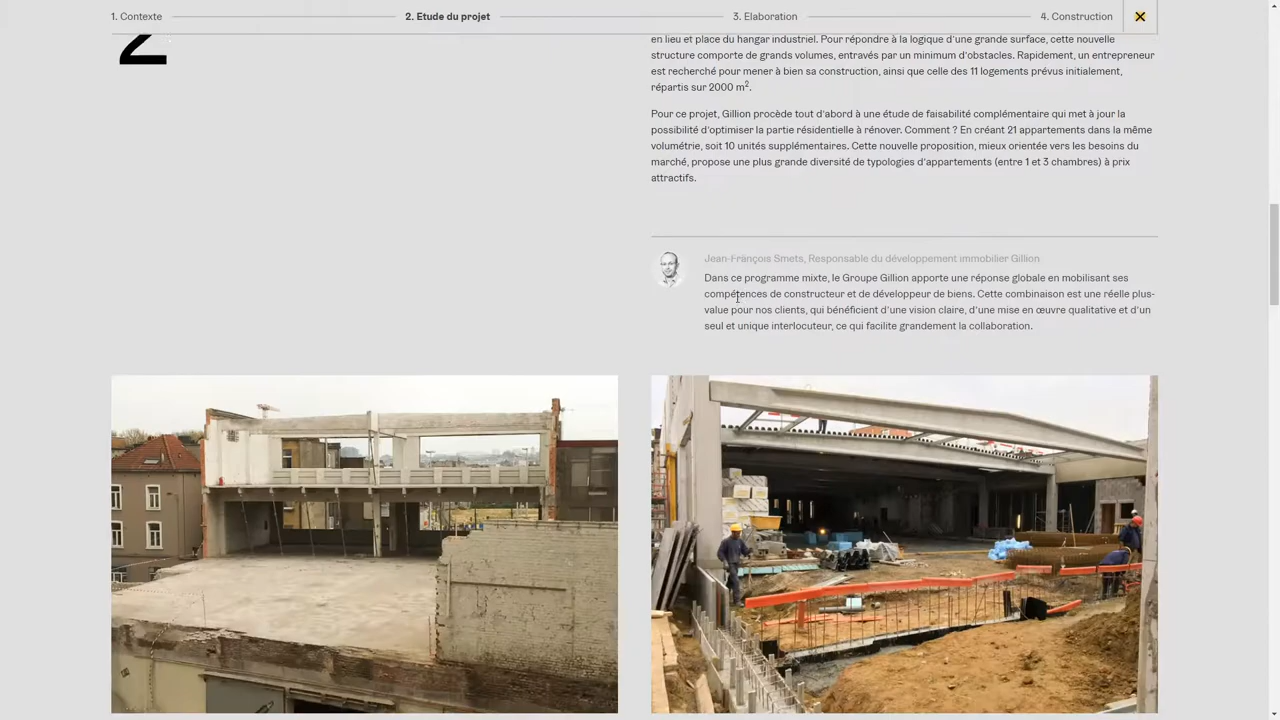 1. Contexte
2. Etude du projet
3. Elaboration
4. Construction
2
en lieu et place du hangar industriel. Pour répondre à la logique d'une grande surface, cette nouvelle
structure comporte de grands volumes, entravés par un minimum d'obstacles. Rapidement, un entrepreneur
est recherché pour mener à bien sa construction, ainsi que celle des 11 logements prévus initialement,
répartis sur 2000 m².
Pour ce projet, Gillion procède tout d'abord à une étude de faisabilité complémentaire qui met à jour la
possibilité d'optimiser la partie résidentielle à rénover. Comment ? En créant 21 appartements dans la même
volumétrie, soit 10 unités supplémentaires. Cette nouvelle proposition, mieux orientée vers les besoins du
marché, propose une plus grande diversité de typologies d'appartements (entre 1 et 3 chambres) à prix
attractifs.
Jean-François Smets, Responsable du développement immobilier Gillion
Dans ce programme mixte, le Groupe Gillion apporte une réponse globale en mobilisant ses
compétences de constructeur et de développeur de biens. Cette combinaison est une réelle plus-
value pour nos clients, qui bénéficient d'une vision claire, d'une mise en œuvre qualitative et d'un
seul et unique interlocuteur, ce qui facilite grandement la collaboration.